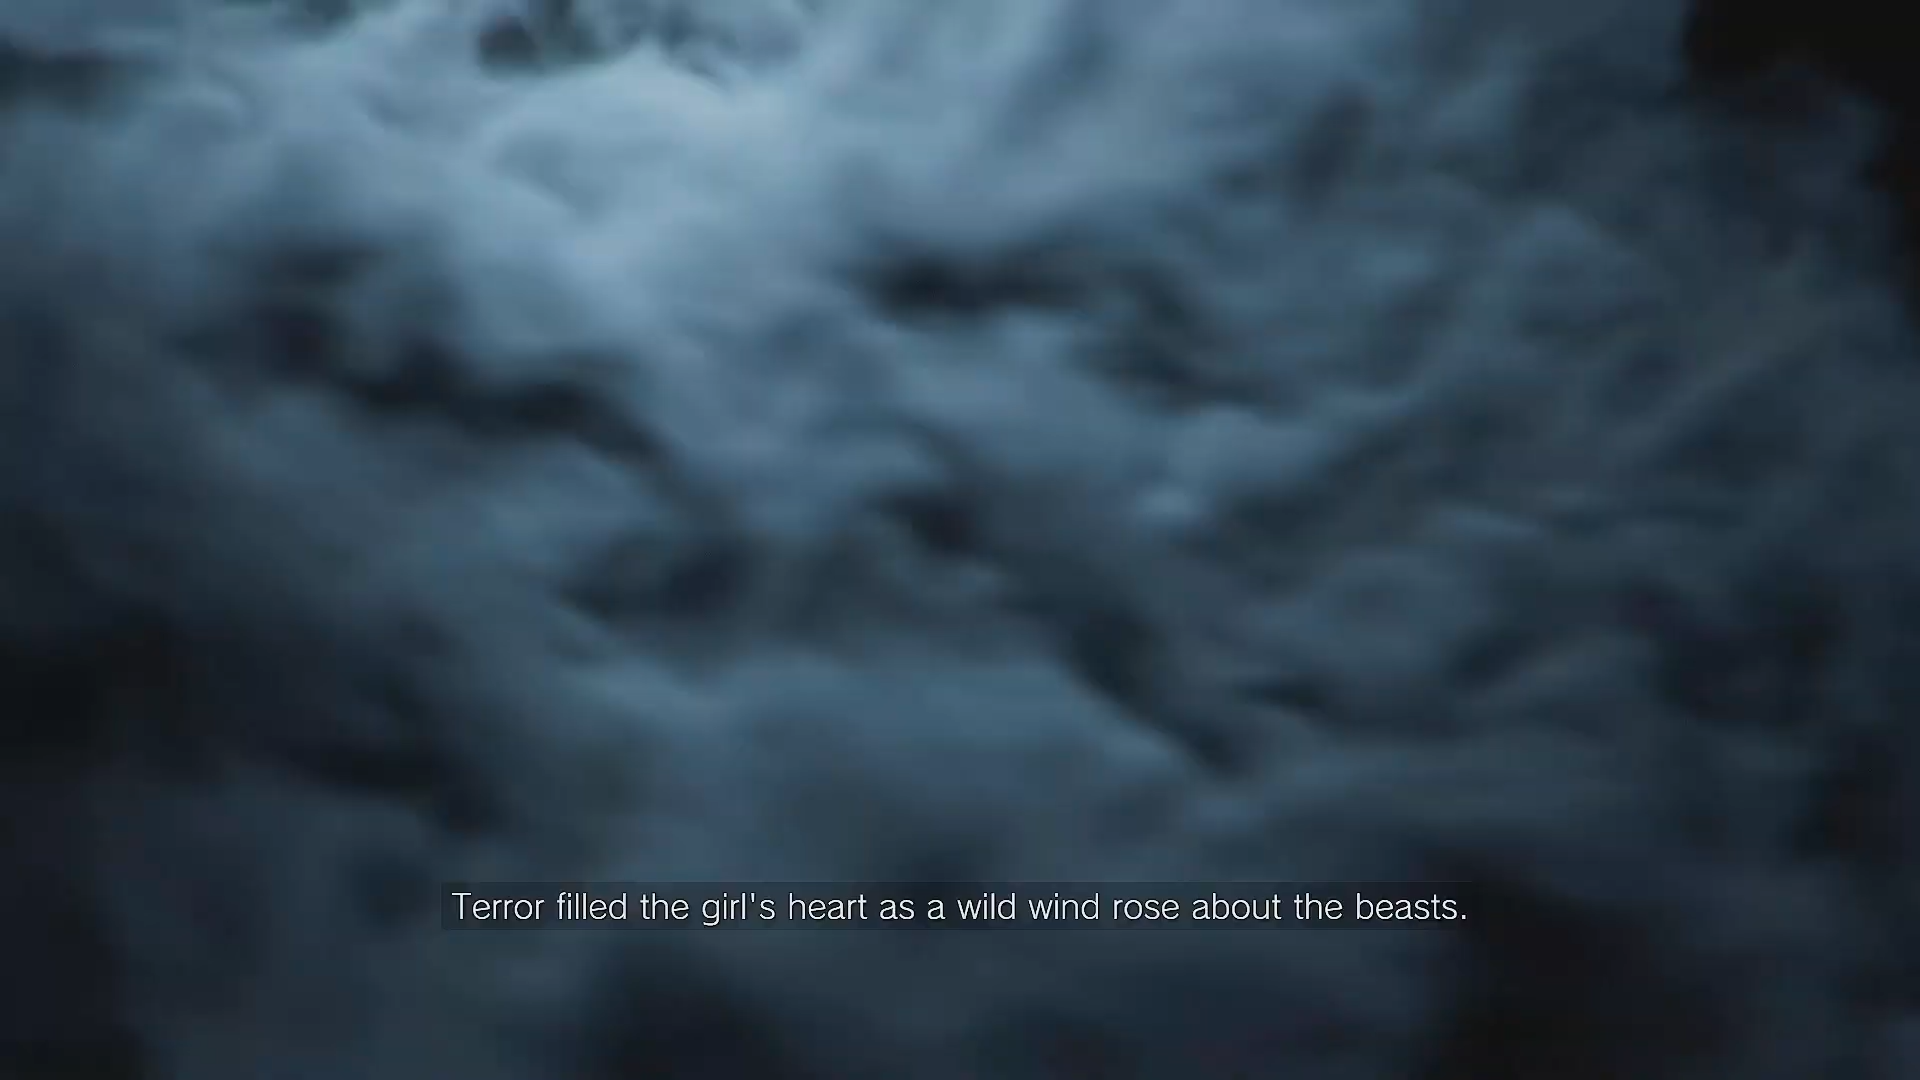 Terror filled the girl's heart as a wild wind rose about the beasts.